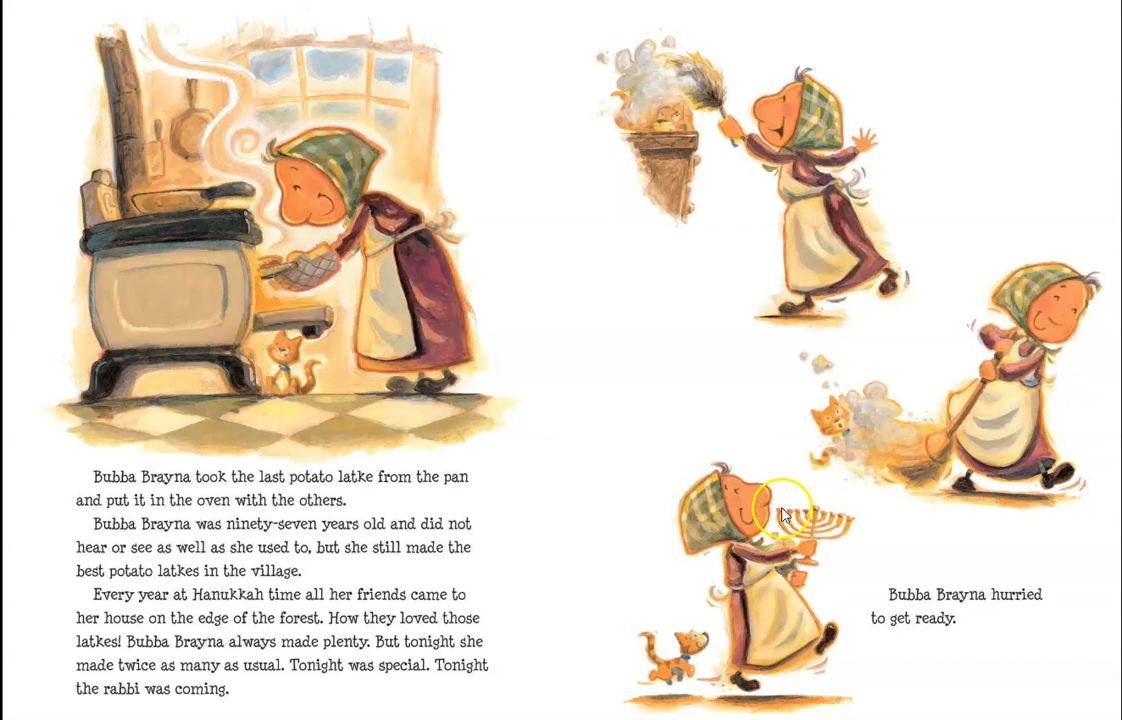 Bubba Brayna took the last potato latke from the pan
and put it in the oven with the others.
Bubba Brayna was ninety-seven years old and did not
hear or see as well as she used to, but she still made the
best potato latkes in the village.
Every year at Hanukkah time all her friends came to
her house on the edge of the forest. How they loved those
latkes! Bubba Brayna always made plenty. But tonight she
made twice as many as usual. Tonight was special. Tonight
the rabbi was coming.
Bubba Brayna hurried
to get ready.